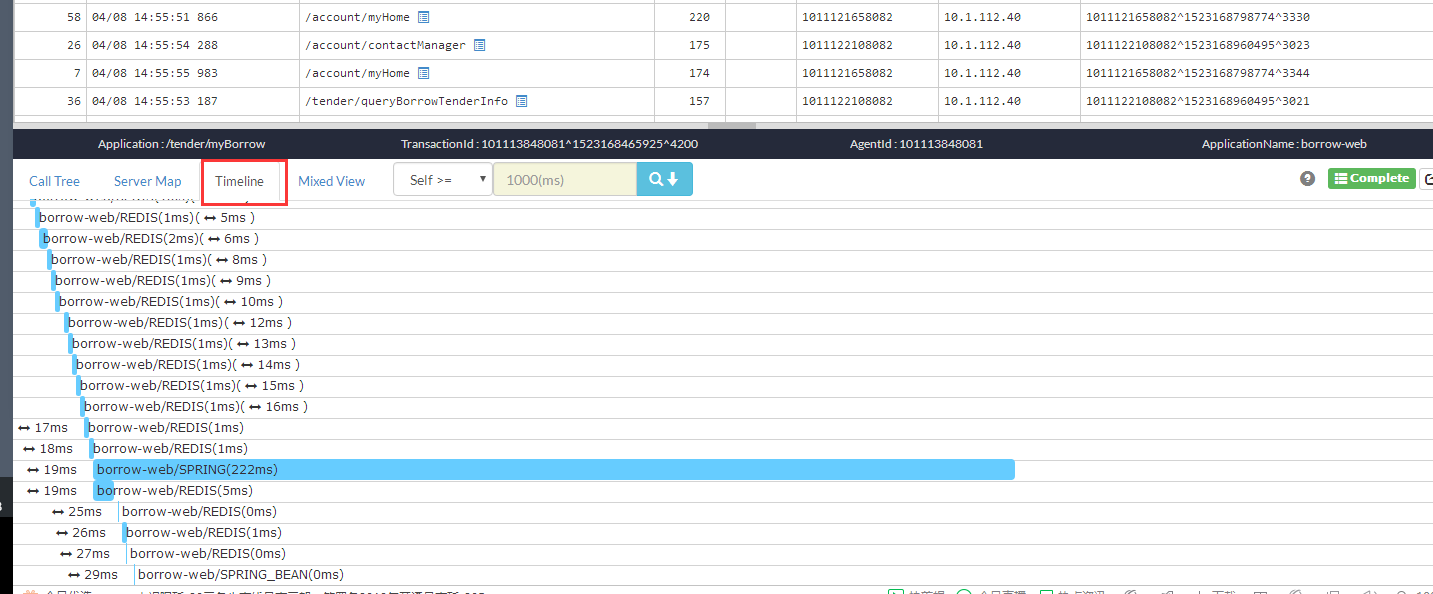 58 04/08 14:55:51 866 /account/myHome 220 1011121658082 10.1.112.40 1011121658082^1523168798774^3330
26 04/08 14:55:54 288 /account/contactManager 175 1011122108082 10.1.112.40 1011122108082^1523168960495^3023
7 04/08 14:55:55 983 /account/myHome 174 1011121658082 10.1.112.40 1011121658082^1523168798774^3344
36 04/08 14:55:53 187 /tender/queryBorrowTenderInfo 157 1011122108082 10.1.112.40 1011122108082^1523168960495^3021
Application : /tender/myBorrow TransactionId : 101113848081^1523168465925^4200 AgentId : 101113848081 ApplicationName : borrow-web
Call Tree Server Map Timeline Mixed View Self >= 1000(ms) ? Complete
borrow-web/REDIS(1ms)( ↔ 5ms )
borrow-web/REDIS(2ms)( ↔ 6ms )
borrow-web/REDIS(1ms)( ↔ 8ms )
borrow-web/REDIS(1ms)( ↔ 9ms )
borrow-web/REDIS(1ms)( ↔ 10ms )
borrow-web/REDIS(1ms)( ↔ 12ms )
borrow-web/REDIS(1ms)( ↔ 13ms )
borrow-web/REDIS(1ms)( ↔ 14ms )
borrow-web/REDIS(1ms)( ↔ 15ms )
borrow-web/REDIS(1ms)( ↔ 16ms )
↔ 17ms borrow-web/REDIS(1ms)
↔ 18ms borrow-web/REDIS(1ms)
↔ 19ms borrow-web/SPRING(222ms)
↔ 19ms borrow-web/REDIS(5ms)
↔ 25ms borrow-web/REDIS(0ms)
↔ 26ms borrow-web/REDIS(1ms)
↔ 27ms borrow-web/REDIS(0ms)
↔ 29ms borrow-web/SPRING_BEAN(0ms)